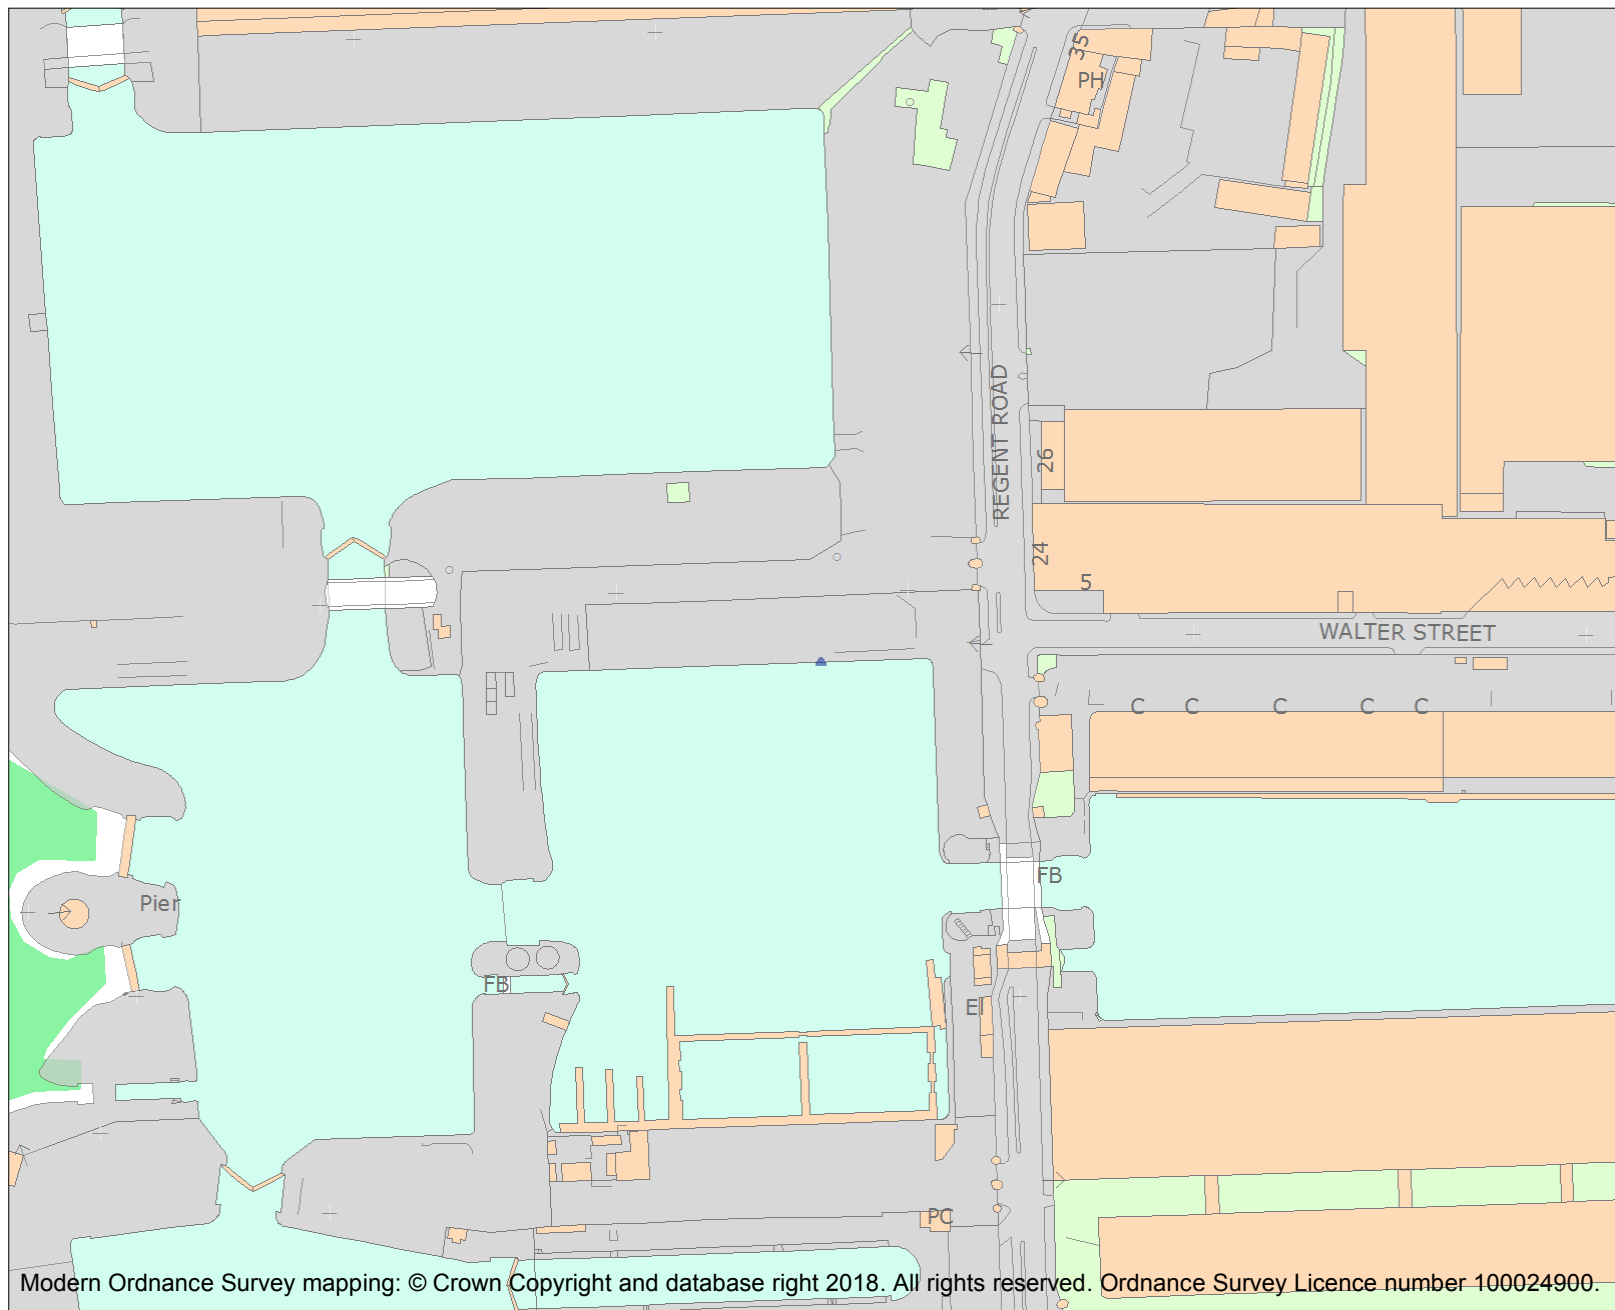 35
PH
REGENT ROAD
26
24
5
WALTER STREET
C C C C C
FB
Pier
FB
El
PC
Modern Ordnance Survey mapping: © Crown Copyright and database right 2018. All rights reserved. Ordnance Survey Licence number 100024900.